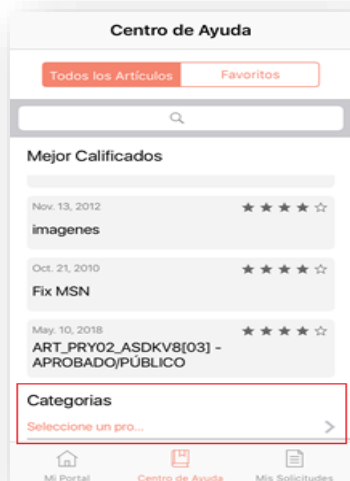 Centro de Ayuda
Todos los Artículos Favoritos
Mejor Calificados
Nov. 13, 2012
imagenes
Oct. 21, 2010
Fix MSN
May. 10, 2018
ART_PRY02_ASDKV8[03] -
APROBADO/PÚBLICO
Categorias
Seleccione un pro...
Mi Portal Centro de Ayuda Mis Solicitudes